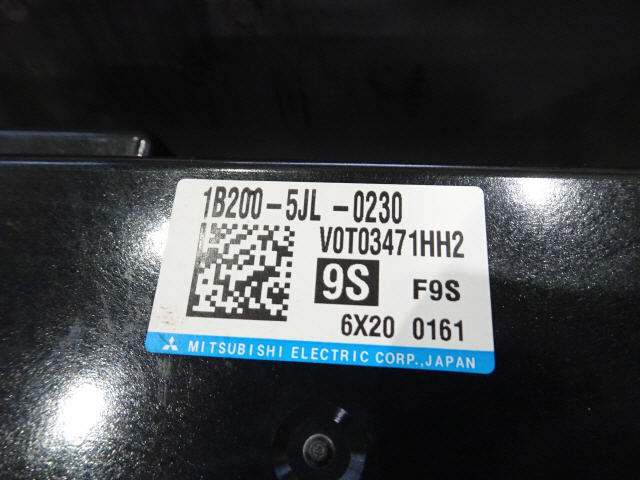 1B200-5JL-0230
V0T03471HH2
9S F9S
6X20 0161
MITSUBISHI ELECTRIC CORP., JAPAN